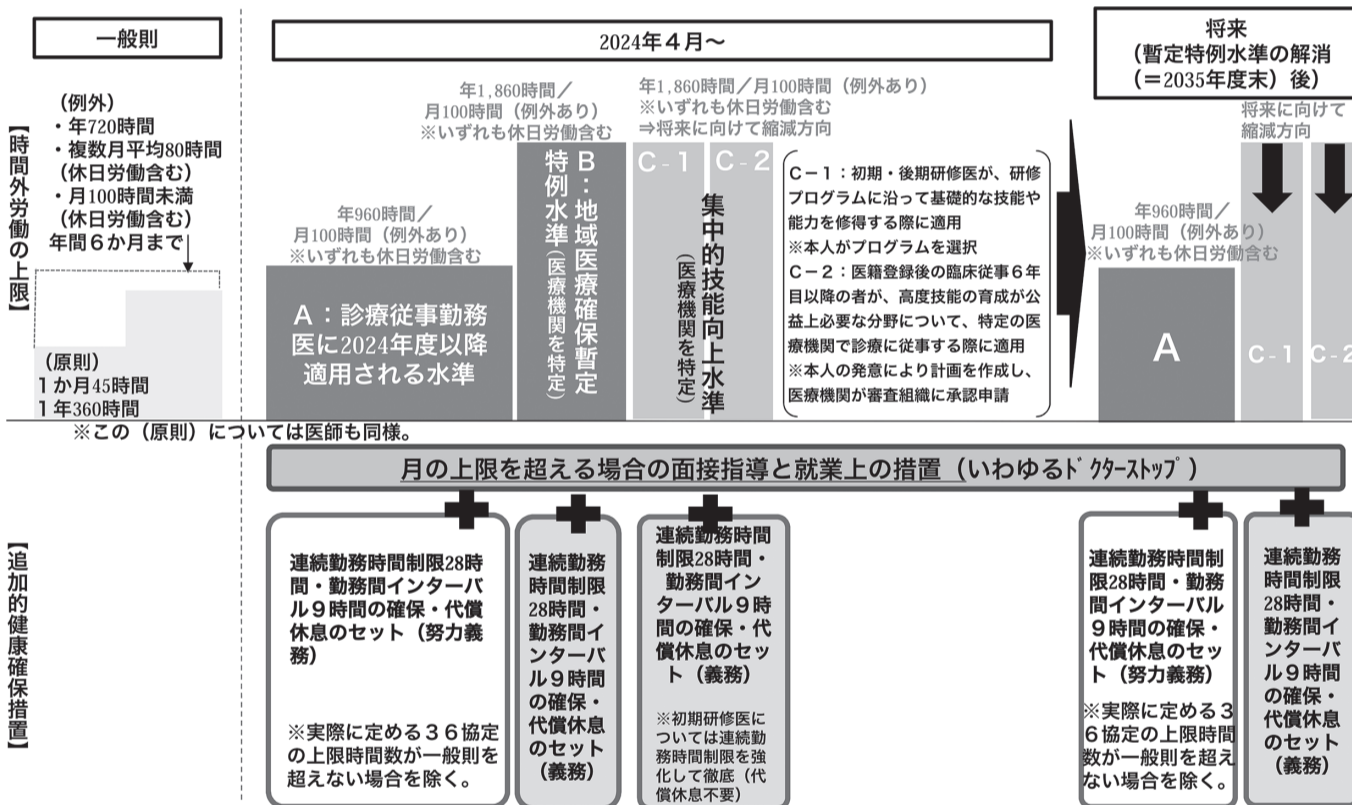 一般則
2024年４月～
将来
（暫定特例水準の解消
（＝2035年度末）後）
【時間外労働の上限】
（例外）
・年720時間
・複数月平均80時間
（休日労働含む）
・月100時間未満
（休日労働含む）
年間６か月まで
（原則）
１か月45時間
１年360時間
※この（原則）については医師も同様。
年960時間／
月100時間（例外あり）
※いずれも休日労働含む
A：診療従事勤務
医に2024年度以降
適用される水準
年1,860時間／
月100時間（例外あり）
※いずれも休日労働含む
B：地域医療確保暫定
特例水準（医療機関を特定）
年1,860時間／月100時間（例外あり）
※いずれも休日労働含む
⇒将来に向けて縮減方向
C-1
C-2
集中的技能向上水準
（医療機関を特定）
C－1：初期・後期研修医が、研修
プログラムに沿って基礎的な技能や
能力を修得する際に適用
※本人がプログラムを選択
C－2：医籍登録後の臨床従事６年
目以降の者が、高度技能の育成が公
益上必要な分野について、特定の医
療機関で診療に従事する際に適用
※本人の発意により計画を作成し、
医療機関が審査組織に承認申請
年960時間／
月100時間（例外あり）
※いずれも休日労働含む
A
将来に向けて
縮減方向
C-1
C-2
【追加的健康確保措置】
月の上限を超える場合の面接指導と就業上の措置（いわゆるﾄﾞｸﾀｰｽﾄｯﾌﾟ）
連続勤務時間制限28時
間・勤務間インターバ
ル９時間の確保・代償
休息のセット（努力義
務）
※実際に定める３６協定
の上限時間数が一般則を
超えない場合を除く。
連続勤務
時間制限
28時間・
勤務間イ
ンターバ
ル９時間
の確保・
代償休息
のセット
（義務）
連続勤務時間
制限28時間・
勤務間イン
ターバル９時
間の確保・代
償休息のセッ
ト（義務）
※初期研修医に
ついては連続勤
務時間制限を強
化して徹底（代
償休息不要）
連続勤務時間制
限28時間・勤務
間インターバル
９時間の確保・
代償休息のセッ
ト（努力義務）
※実際に定める３
６協定の上限時間
数が一般則を超え
ない場合を除く。
連続勤務
時間制限
28時間・
勤務間イ
ンターバ
ル９時間
の確保・
代償休息
のセット
（義務）